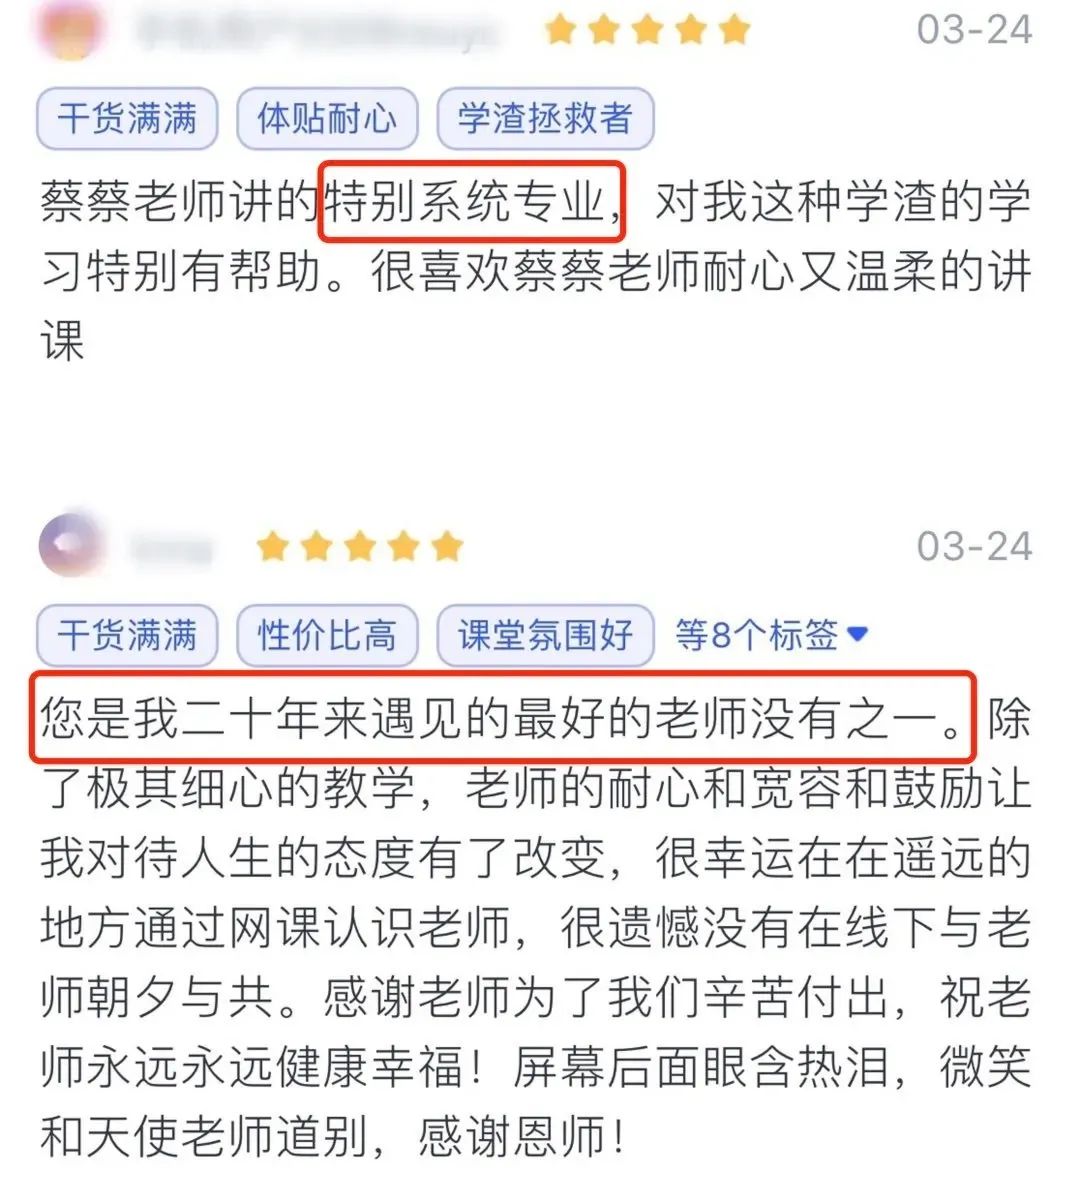 03-24
干货满满 体贴耐心 学渣拯救者
蔡蔡老师讲的特别系统专业，对我这种学渣的学
习特别有帮助。很喜欢蔡蔡老师耐心又温柔的讲
课
03-24
干货满满 性价比高 课堂氛围好 等8个标签
您是我二十年来遇见的最好的老师没有之一。除
了极其细心的教学，老师的耐心和宽容和鼓励让
我对待人生的态度有了改变，很幸运在在遥远的
地方通过网课认识老师，很遗憾没有在线下与老
师朝夕与共。感谢老师为了我们辛苦付出，祝老
师永远永远健康幸福！屏幕后面眼含热泪，微笑
和天使老师道别，感谢恩师！